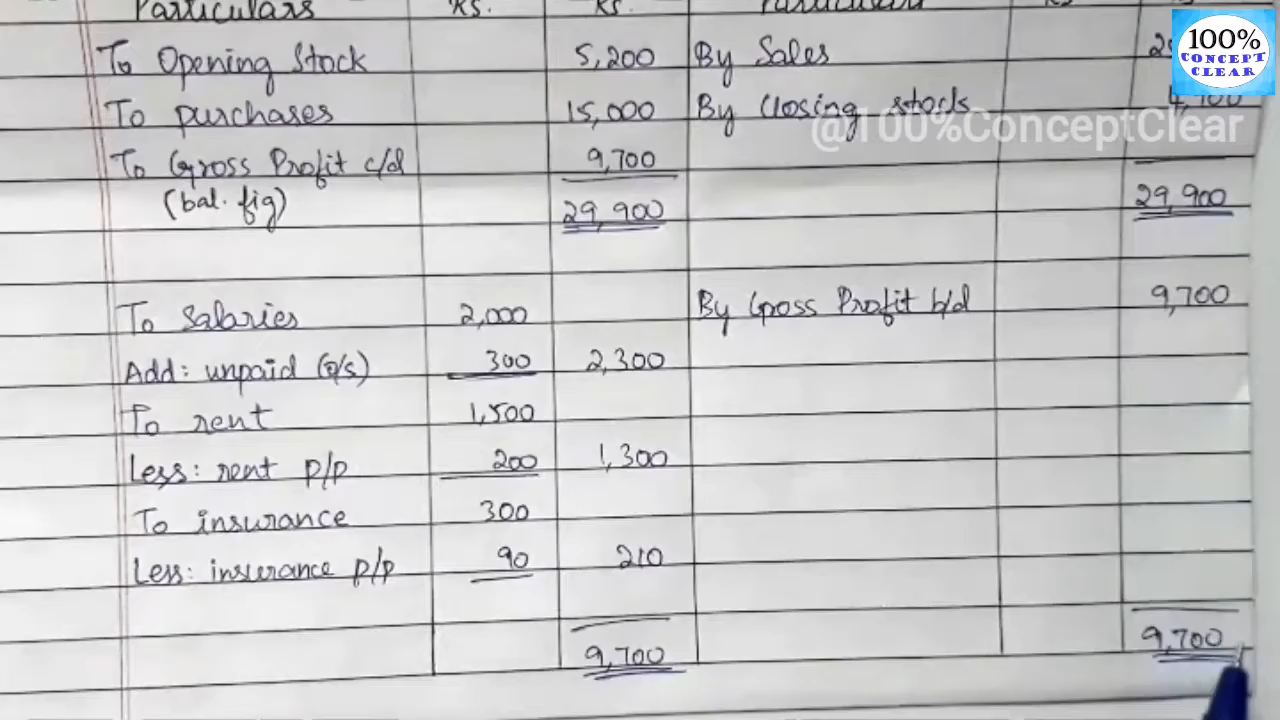 Particulars Rs. Rs. Particulars
To Opening Stock 5,200 By Sales
To purchases 15,000 By Closing stock
To Gross Profit c/d 9,700
(bal. fig) 29,900 29,900
To Salaries 2,000 By Gross Profit b/d 9,700
Add: unpaid (o/s) 300 2,300
To rent 1,500
Less: rent p/p 200 1,300
To insurance 300
Less: insurance p/p 90 210
9,700 9,700
100%
CONCEPT
CLEAR
@100%ConceptClear